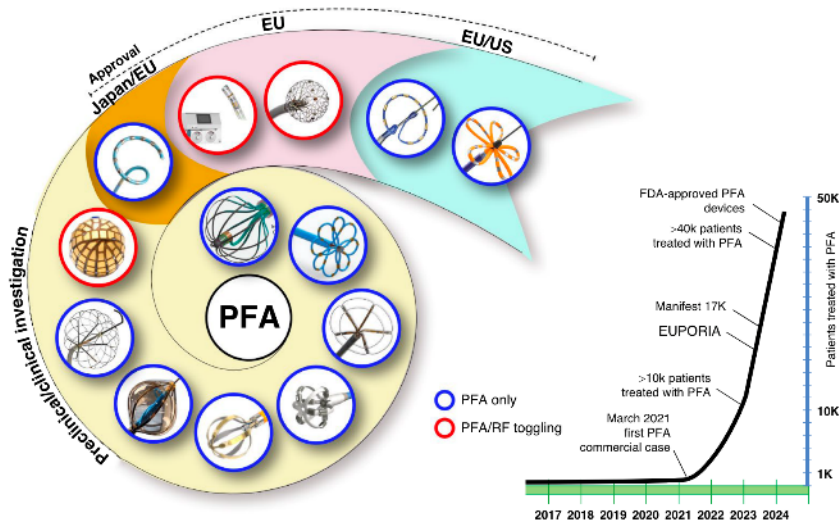 EU
EU/US
Approval
Japan/EU
Preclinical/clinical investigation
PFA
PFA only
PFA/RF toggling
FDA-approved PFA
devices
>40k patients
treated with PFA
Manifest 17K
EUPORIA
>10k patients
treated with PFA
March 2021
first PFA
commercial case
50K
10K
1K
Patients treated with PFA
2017 2018 2019 2020 2021 2022 2023 2024